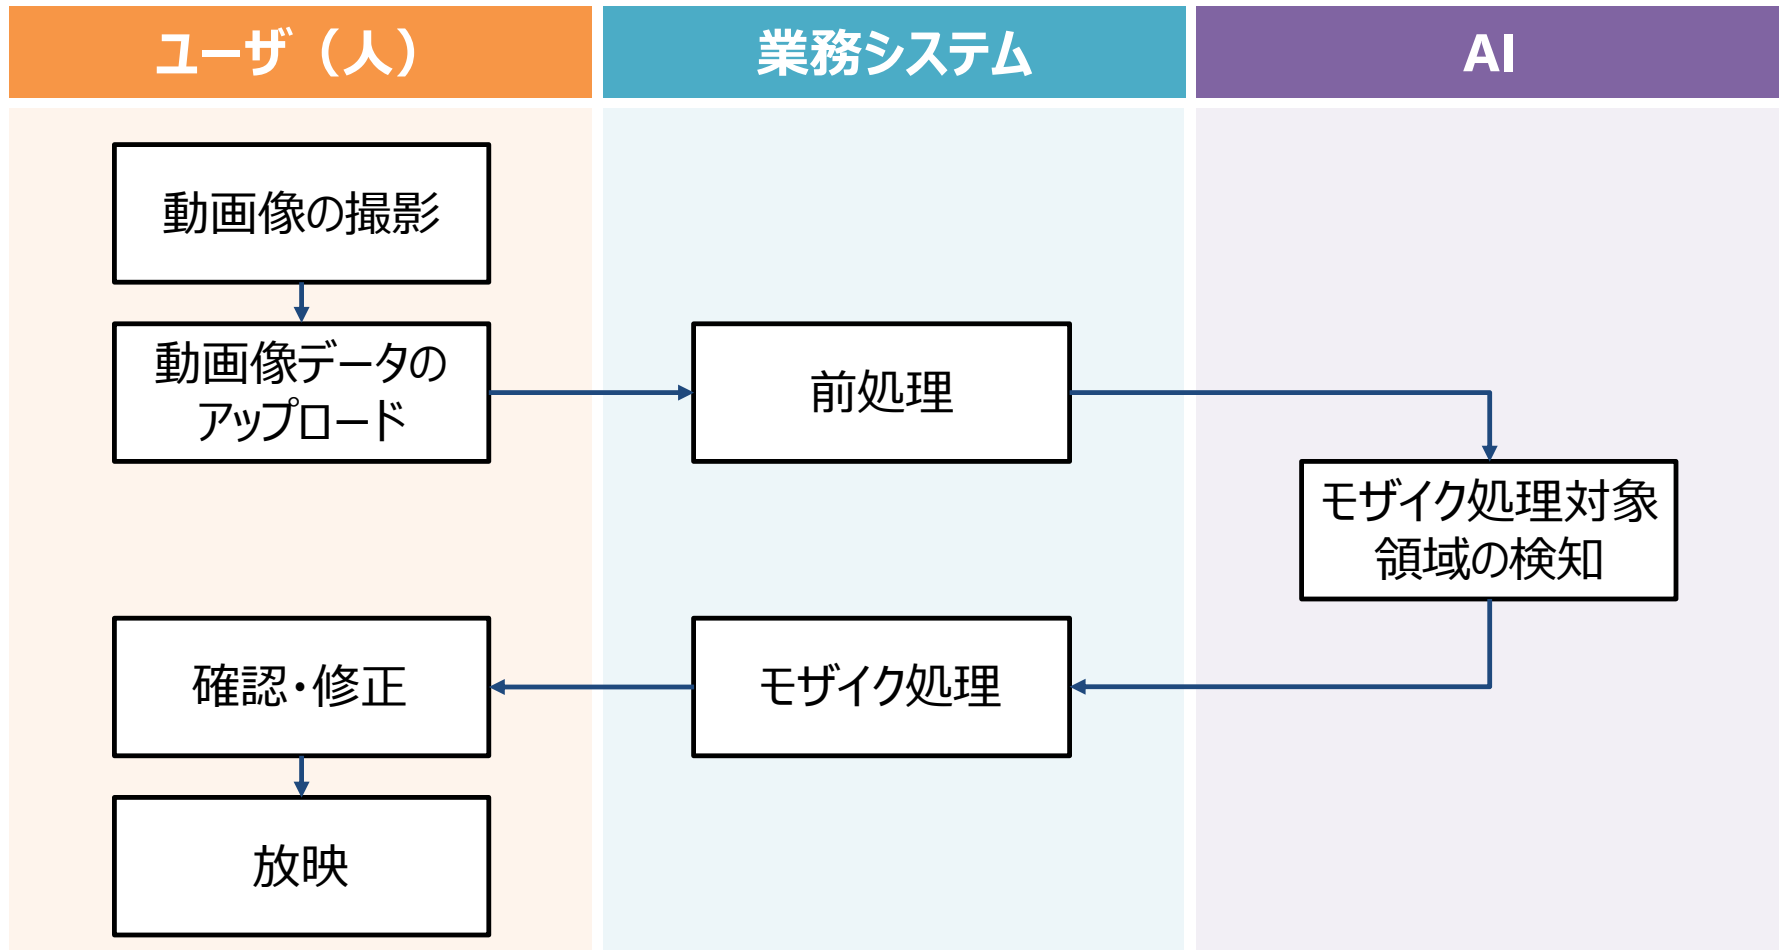 ユーザ（人）
業務システム
AI
動画像の撮影
動画像データの
アップロード
前処理
モザイク処理対象
領域の検知
モザイク処理
確認・修正
放映